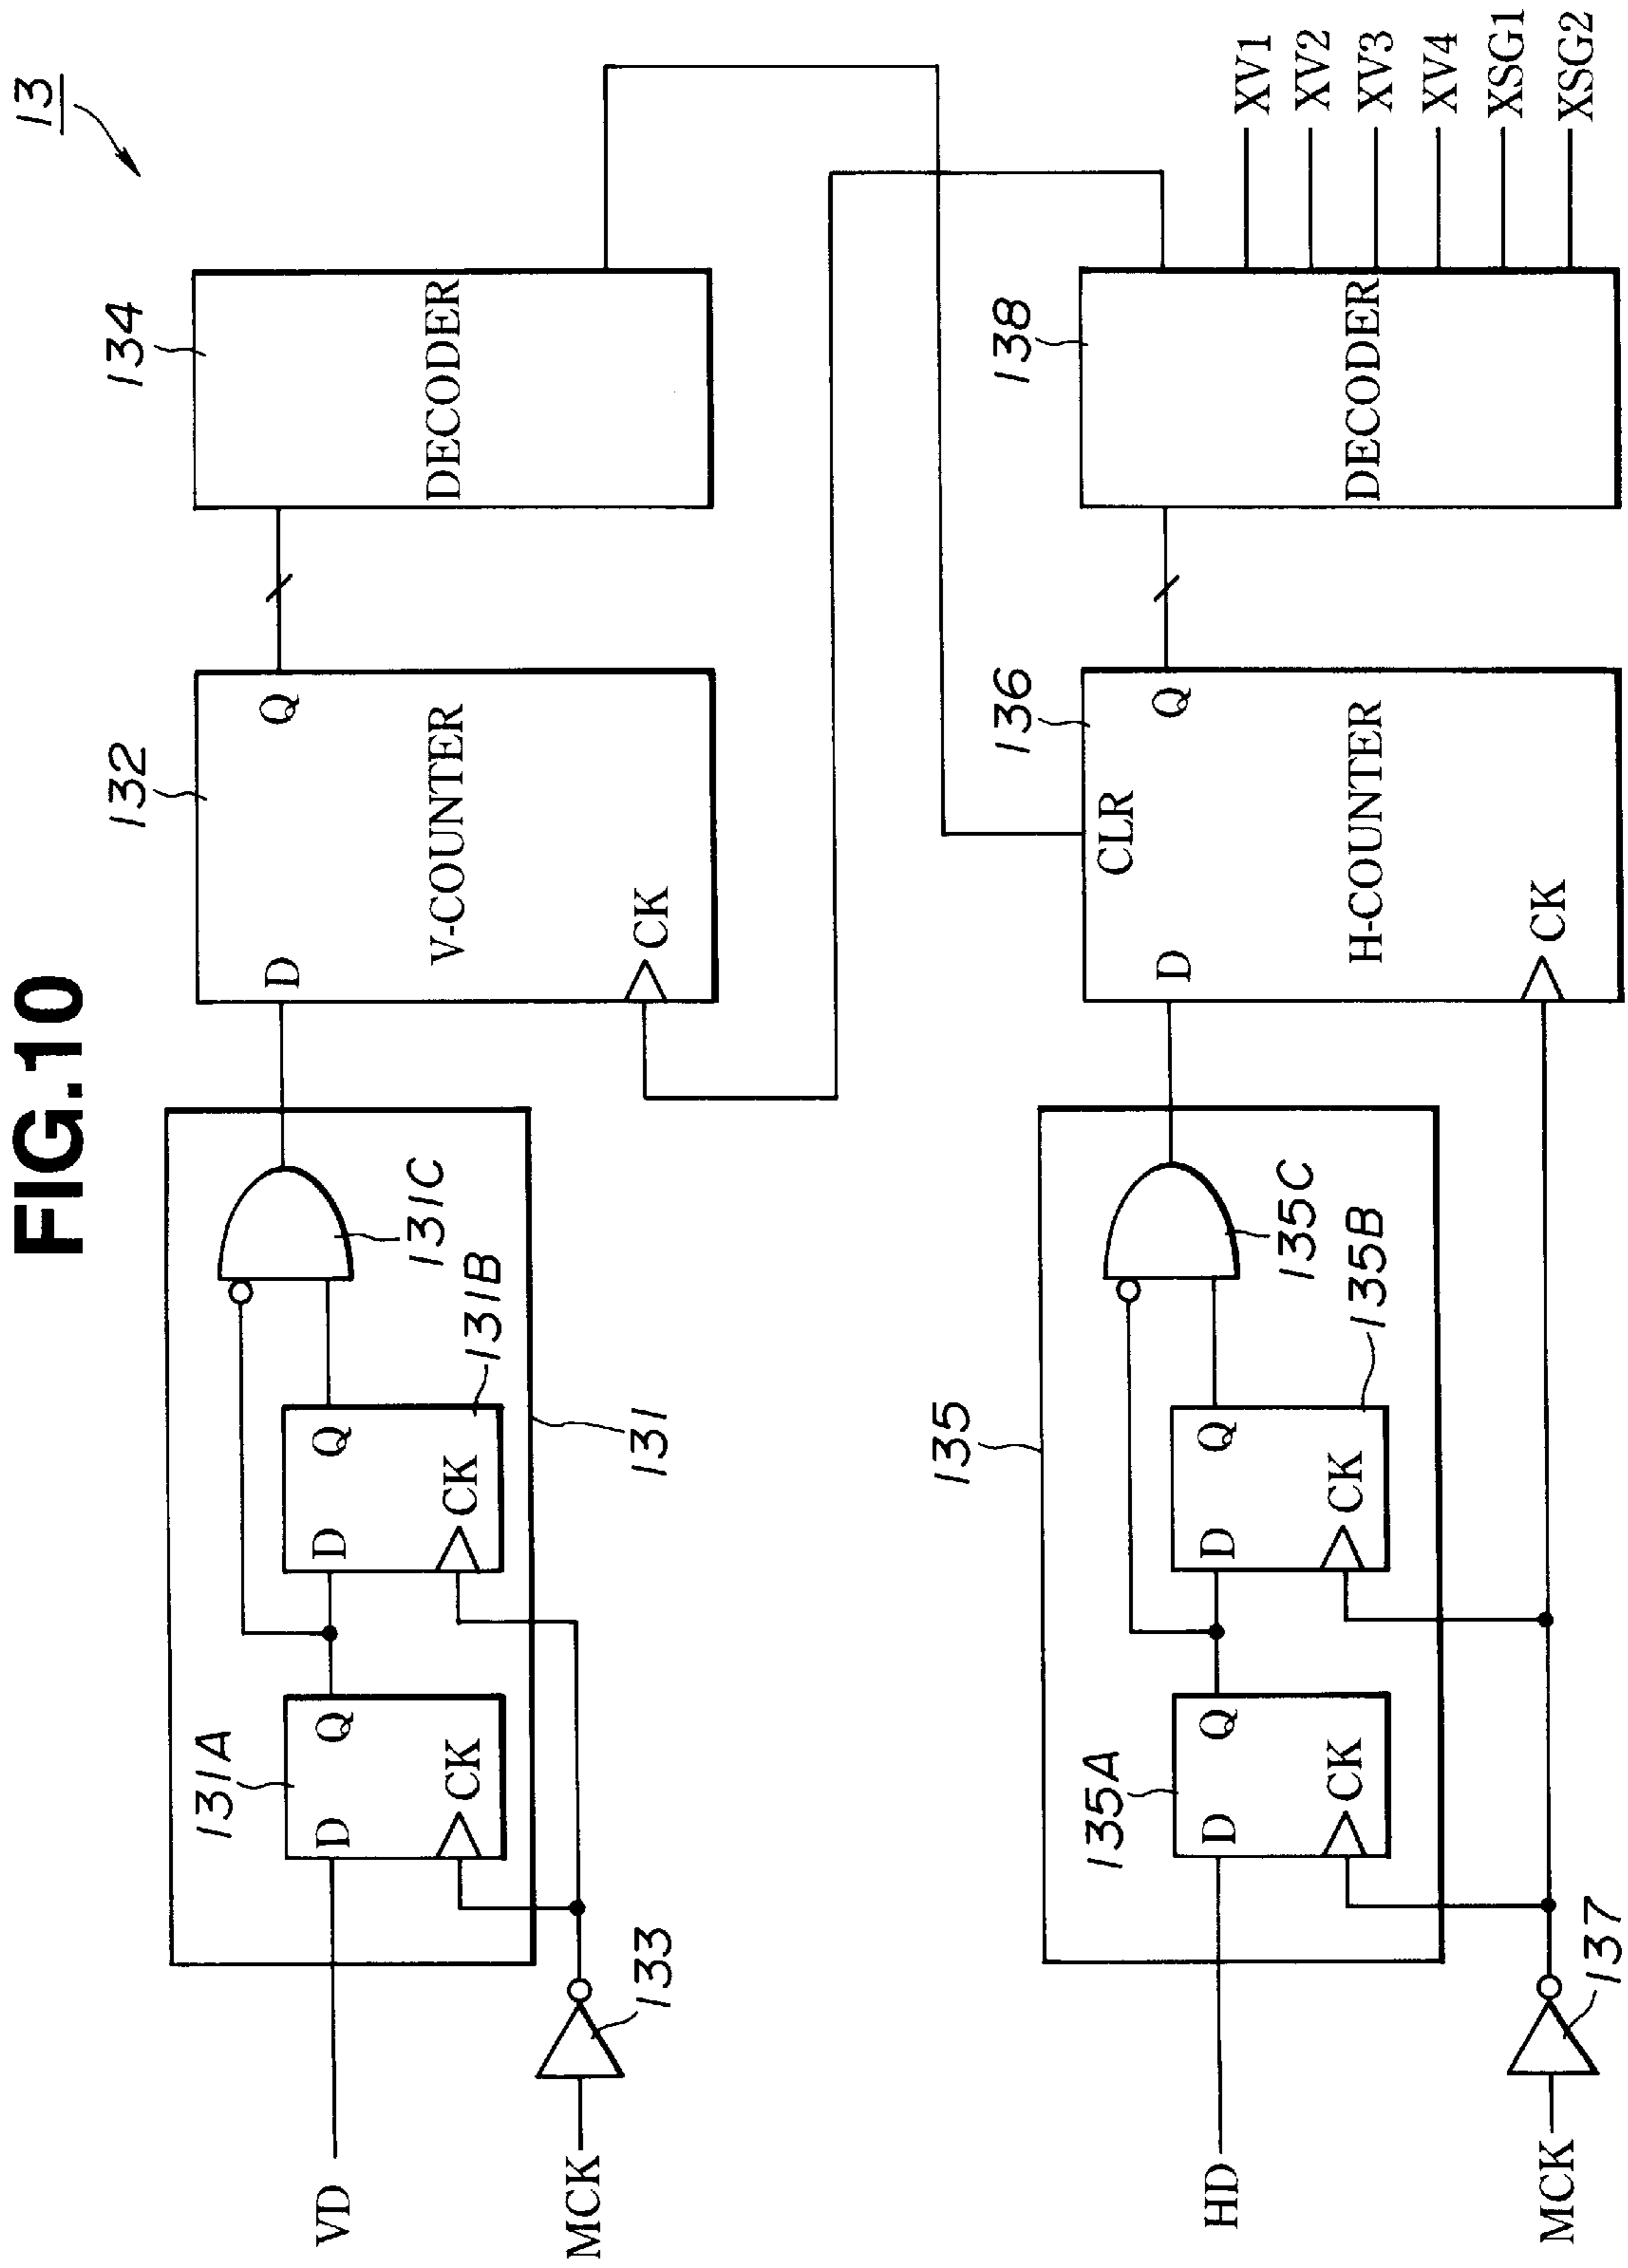 FIG.10
13
131A
131B
131C
131
132
134
D
Q
CK
D
Q
CK
D
Q
V-COUNTER
CK
DECODER
VD
MCK
133
135
135A
135B
135C
136
138
D
Q
CK
D
Q
CK
CLR
D
Q
H-COUNTER
CK
DECODER
HD
MCK
137
XV1
XV2
XV3
XV4
XSG1
XSG2